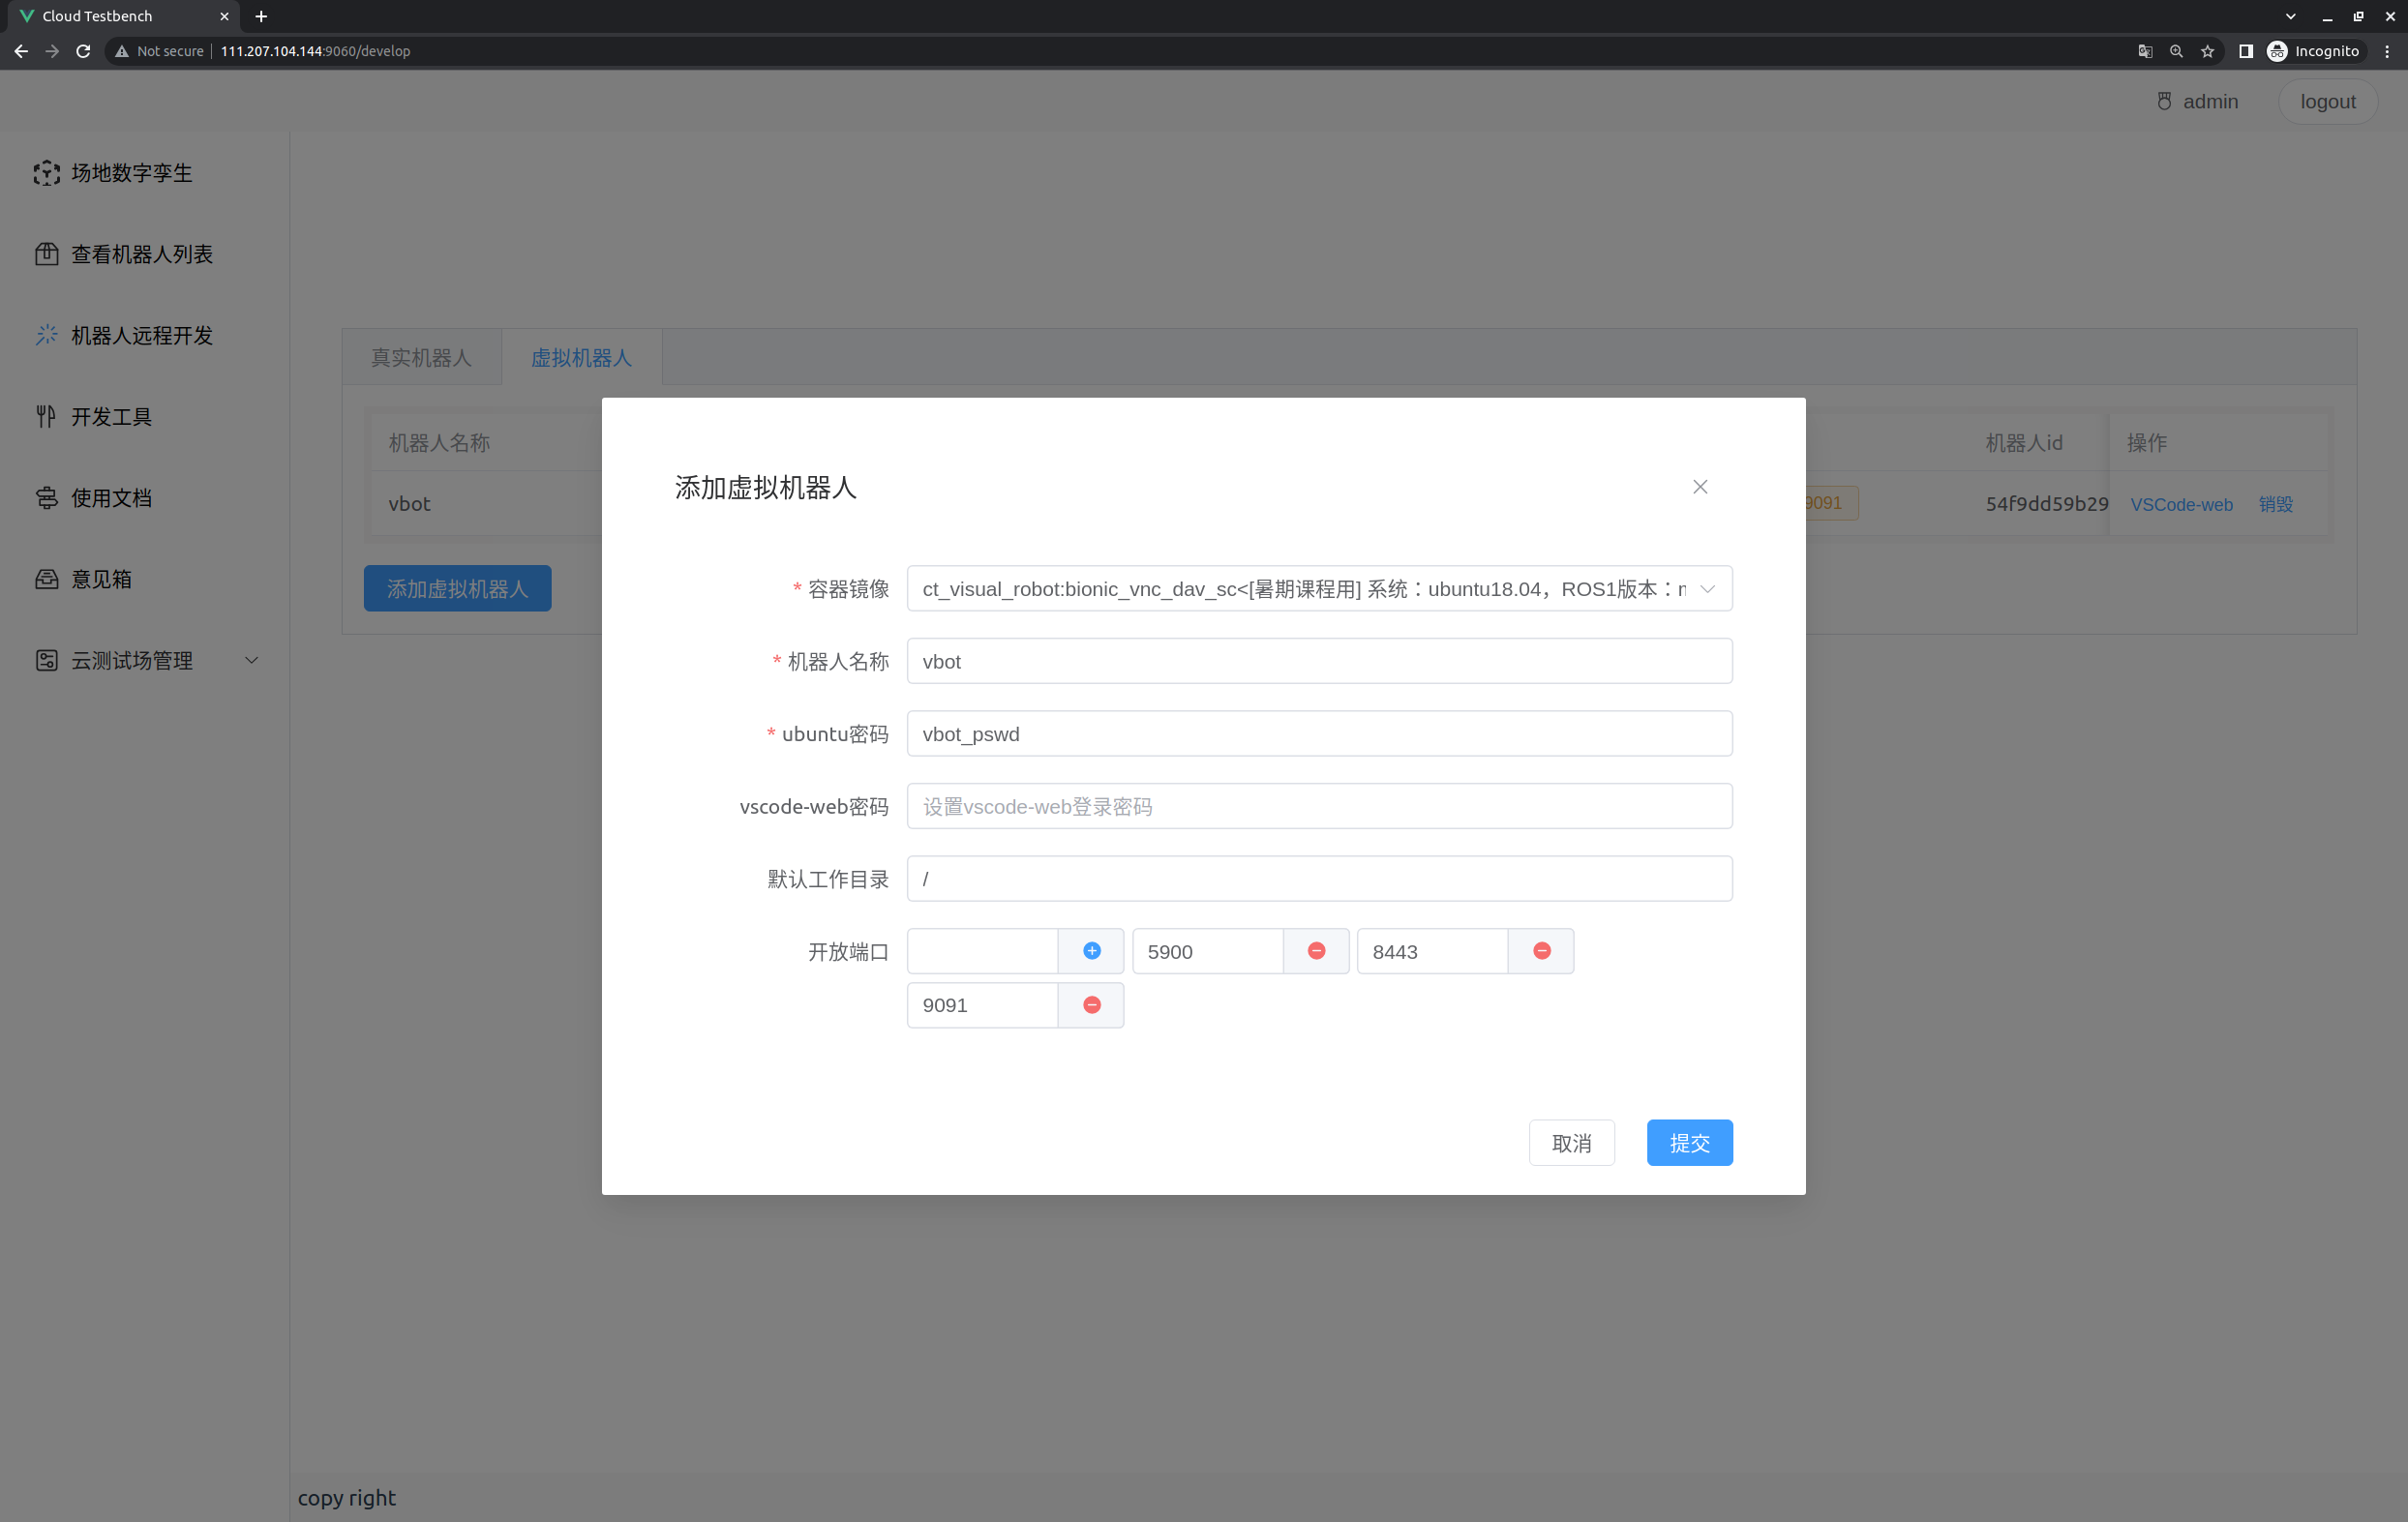 Cloud Testbench
Not secure 111.207.104.144:9060/develop
Incognito
admin
logout
场地数字孪生
查看机器人列表
机器人远程开发
开发工具
使用文档
意见箱
云测试场管理
真实机器人 虚拟机器人
机器人名称 机器人id 操作
vbot 9091 54f9dd59b29 VSCode-web 销毁
添加虚拟机器人
添加虚拟机器人
* 容器镜像 ct_visual_robot:bionic_vnc_dav_sc<[暑期课程用] 系统：ubuntu18.04，ROS1版本：
* 机器人名称 vbot
* ubuntu密码 vbot_pswd
vscode-web密码 设置vscode-web登录密码
默认工作目录 /
开放端口 5900 8443
9091
取消 提交
copy right